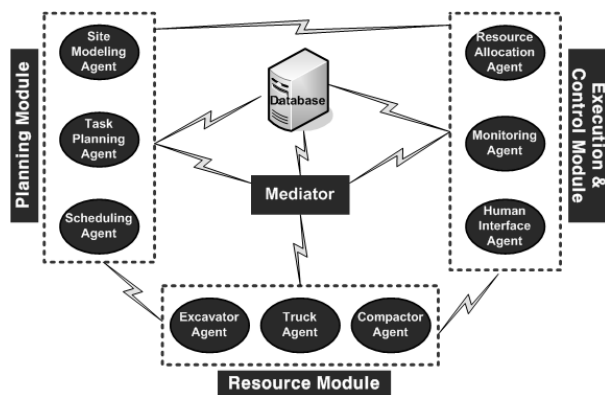 Planning Module
Site
Modeling
Agent
Task
Planning
Agent
Scheduling
Agent
Database
Mediator
Resource
Allocation
Agent
Monitoring
Agent
Human
Interface
Agent
Execution &
Control Module
Excavator
Agent
Truck
Agent
Compactor
Agent
Resource Module